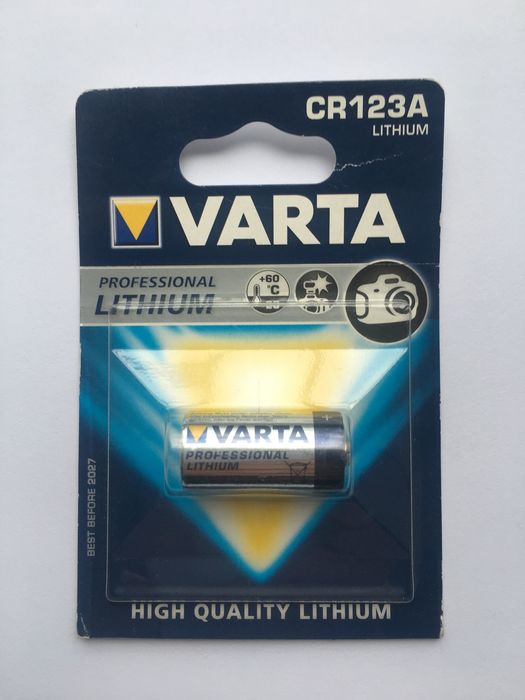 CR123A
LITHIUM
VARTA
PROFESSIONAL
LITHIUM
+60
°C
VARTA
PROFESSIONAL
LITHIUM
+
BEST BEFORE 2027
HIGH QUALITY LITHIUM